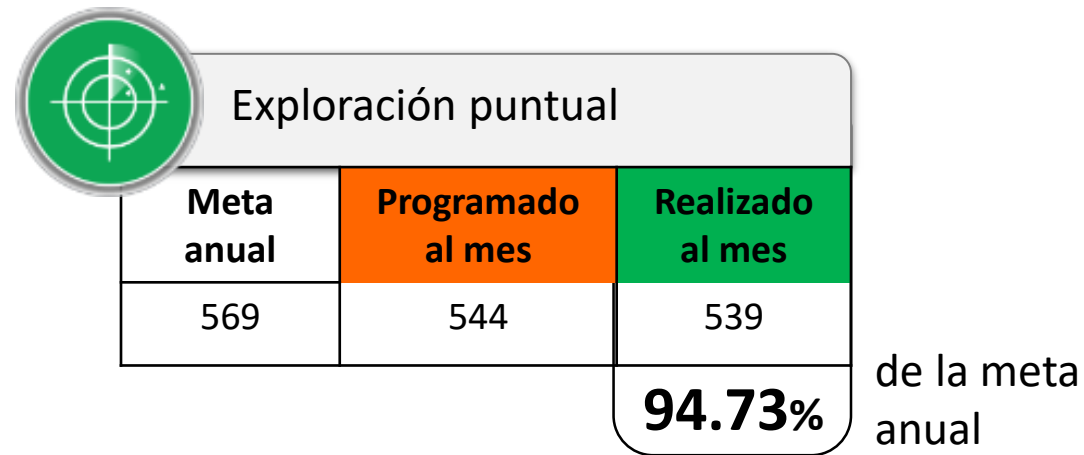 Exploración puntual
Meta anual
Programado al mes
Realizado al mes
569 544 539
94.73%
de la meta
anual